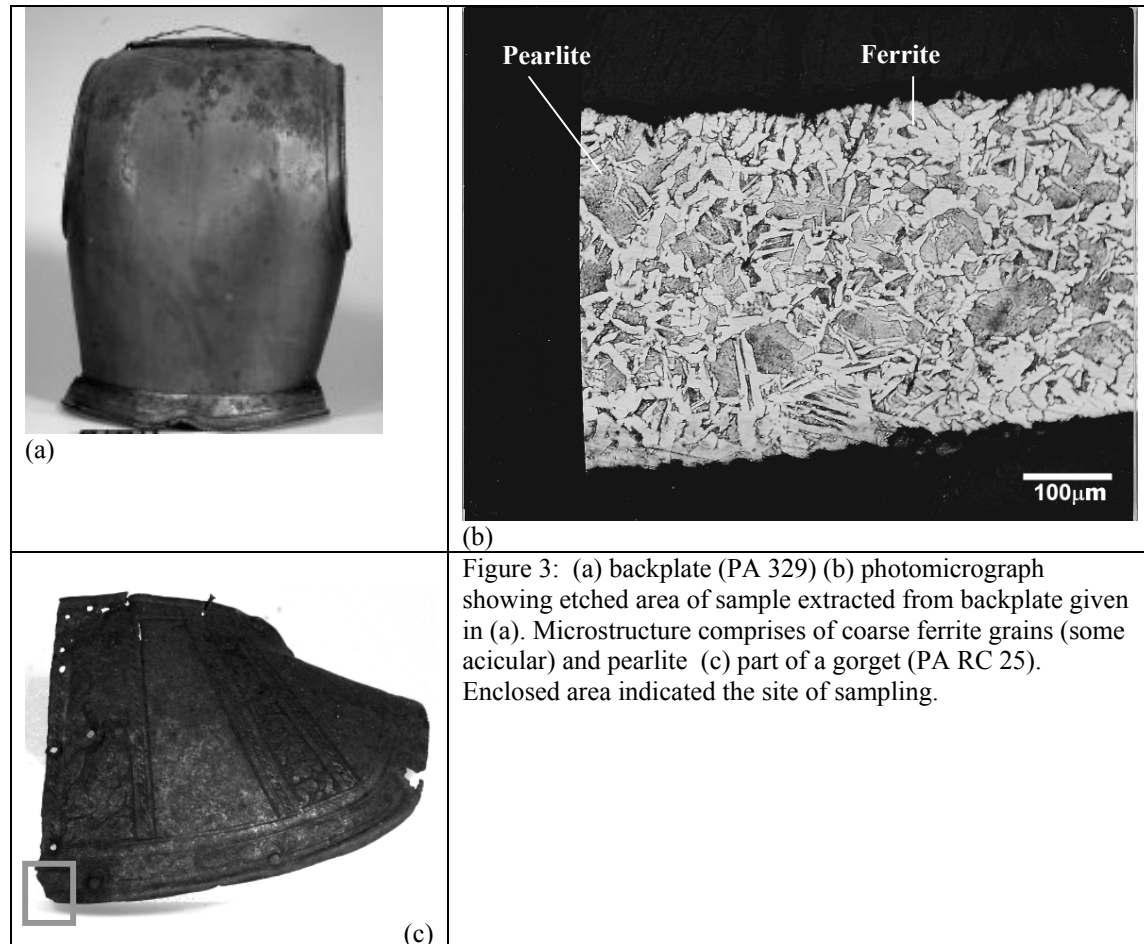 (a)
Pearlite
Ferrite
100µm
(b)
(c)
Figure 3: (a) backplate (PA 329) (b) photomicrograph
showing etched area of sample extracted from backplate given
in (a). Microstructure comprises of coarse ferrite grains (some
acicular) and pearlite (c) part of a gorget (PA RC 25).
Enclosed area indicated the site of sampling.